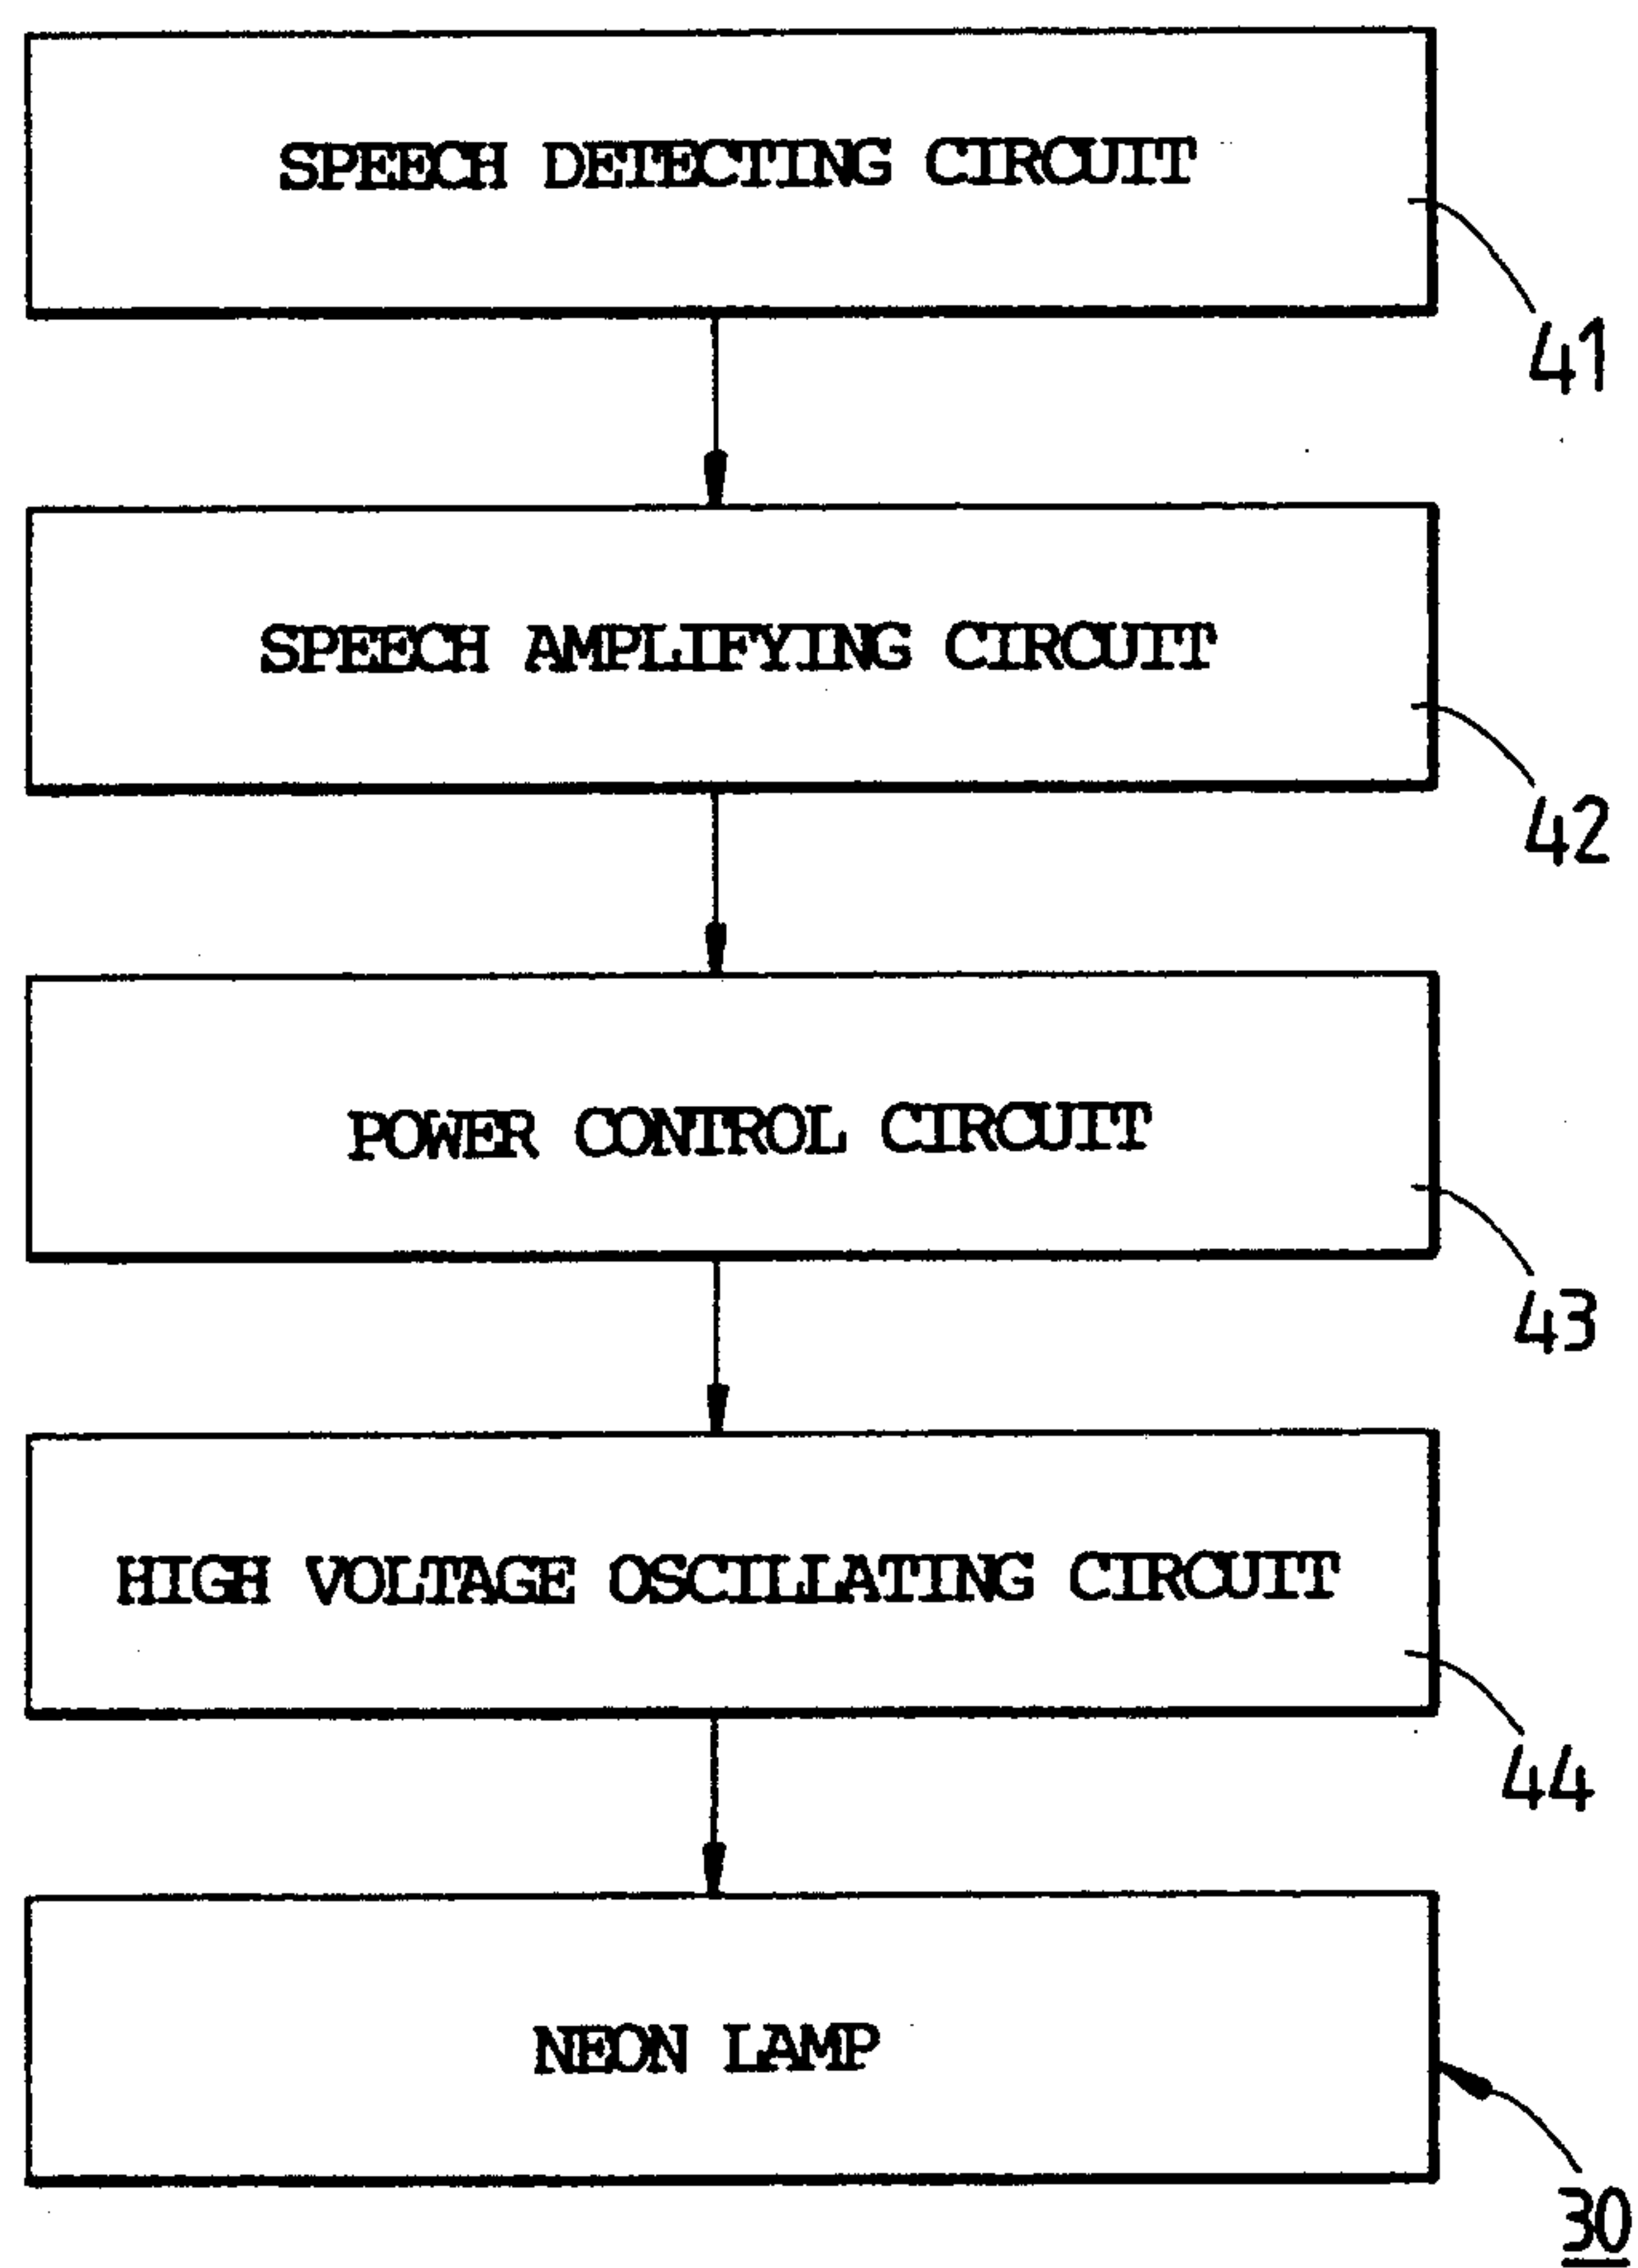 SPEECH DETECTING CIRCUIT
41
SPEECH AMPLIFYING CIRCUIT
42
POWER CONTROL CIRCUIT
43
HIGH VOLTAGE OSCILLATING CIRCUIT
44
NEON LAMP
30